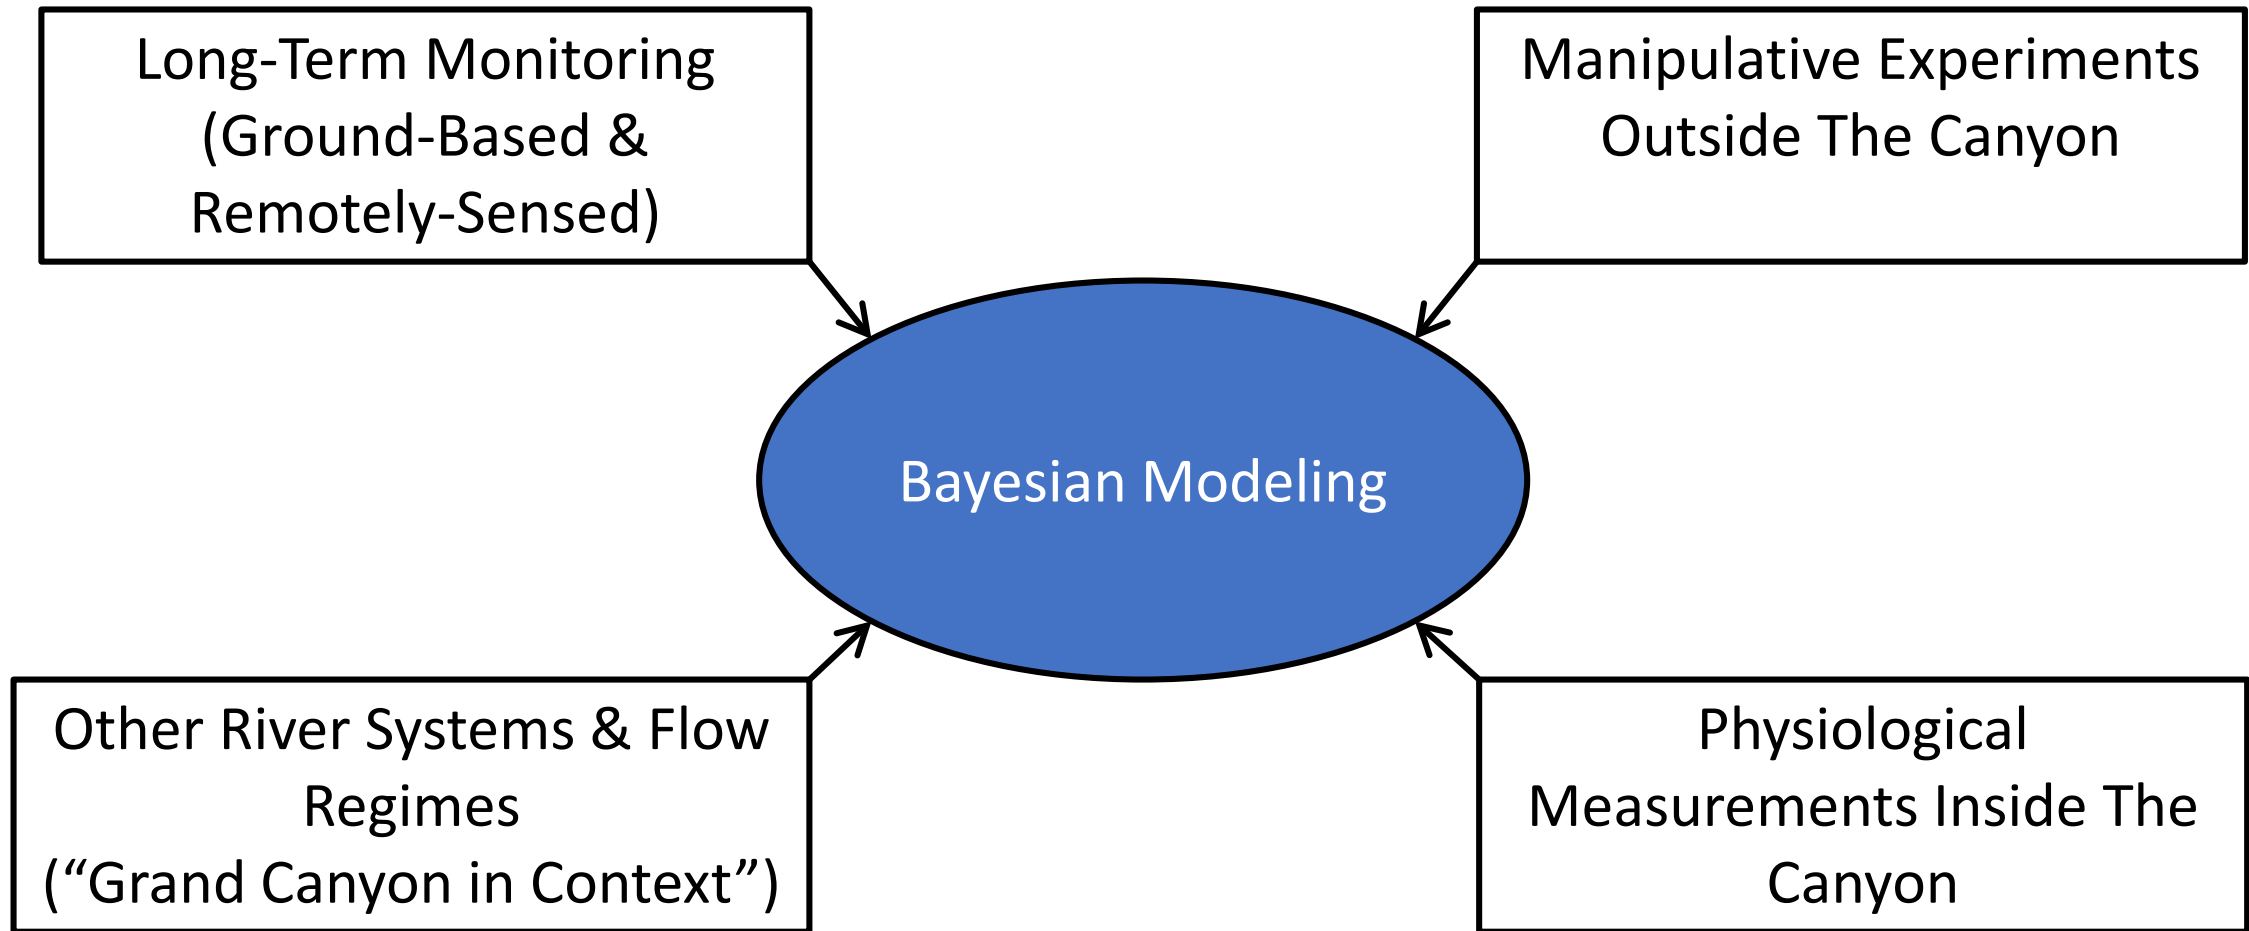 Long-Term Monitoring
(Ground-Based &
Remotely-Sensed)
Manipulative Experiments
Outside The Canyon
Bayesian Modeling
Other River Systems & Flow
Regimes
(“Grand Canyon in Context”)
Physiological
Measurements Inside The
Canyon